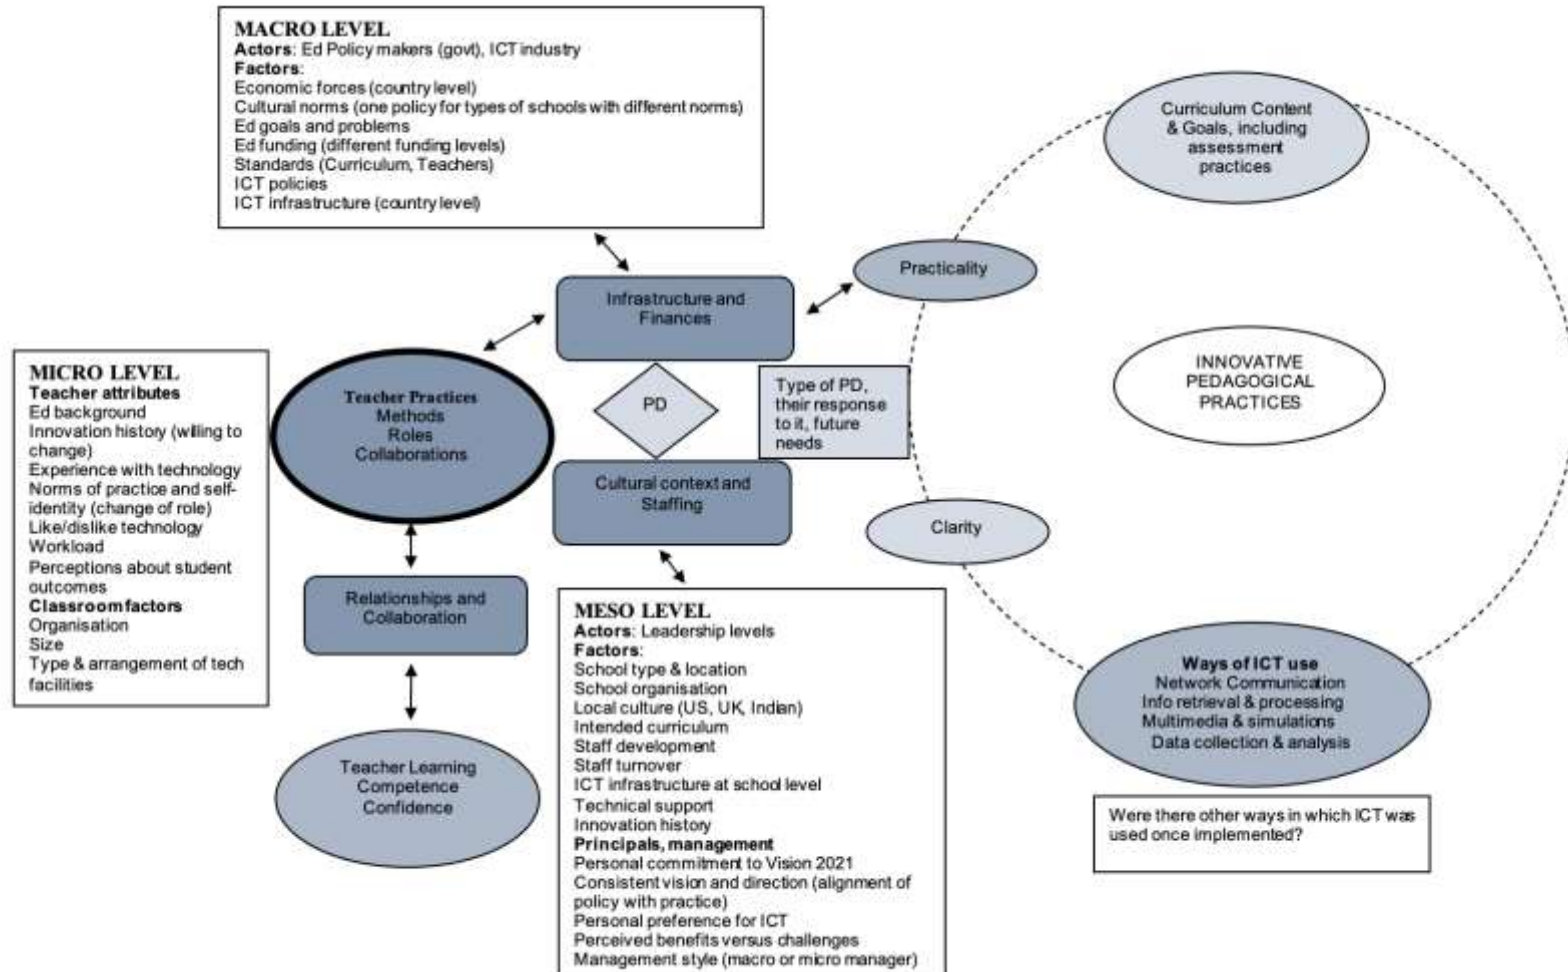 MACRO LEVEL
Actors: Ed Policy makers (govt), ICT industry
Factors:
Economic forces (country level)
Cultural norms (one policy for types of schools with different norms)
Ed goals and problems
Ed funding (different funding levels)
Standards (Curriculum, Teachers)
ICT policies
ICT infrastructure (country level)
Curriculum Content
& Goals, including
assessment
practices
Practicality
Infrastructure and
Finances
MICRO LEVEL
Teacher attributes
Ed background
Innovation history (willing to
change)
Experience with technology
Norms of practice and self-
identity (change of role)
Like/dislike technology
Workload
Perceptions about student
outcomes
Classroom factors
Organisation
Size
Type & arrangement of tech
facilities
Teacher Practices
Methods
Roles
Collaborations
PD
Type of PD,
their response
to it, future
needs
INNOVATIVE
PEDAGOGICAL
PRACTICES
Cultural context and
Staffing
Clarity
Relationships and
Collaboration
MESO LEVEL
Actors: Leadership levels
Factors:
School type & location
School organisation
Local culture (US, UK, Indian)
Intended curriculum
Staff development
Staff turnover
ICT infrastructure at school level
Technical support
Innovation history
Principals, management
Personal commitment to Vision 2021
Consistent vision and direction (alignment of
policy with practice)
Personal preference for ICT
Perceived benefits versus challenges
Management style (macro or micro manager)
Ways of ICT use
Network Communication
Info retrieval & processing
Multimedia & simulations
Data collection & analysis
Teacher Learning
Competence
Confidence
Were there other ways in which ICT was
used once implemented?